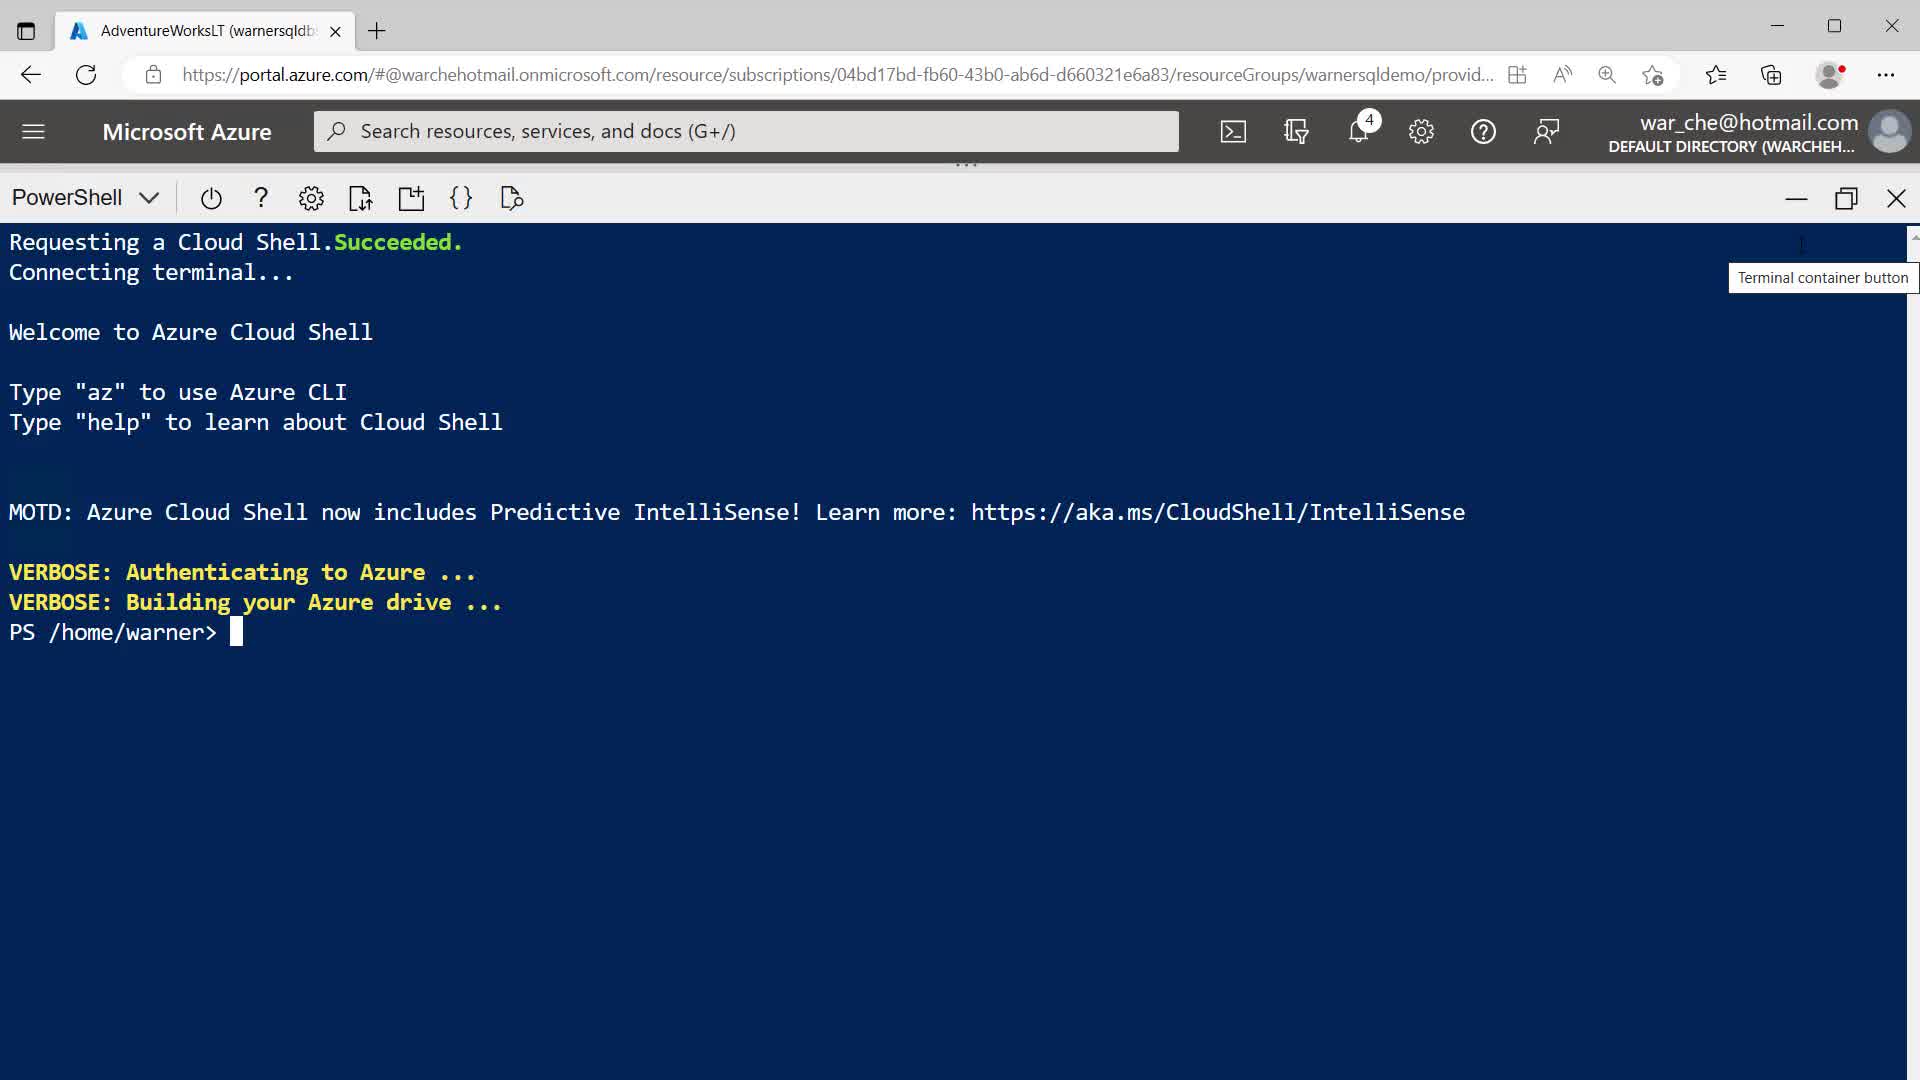 AdventureWorksLT (warnersqldb
https://portal.azure.com/#@warchehotmail.onmicrosoft.com/resource/subscriptions/04bd17bd-fb60-43b0-ab6d-d660321e6a83/resourceGroups/warnersqldemo/provid...
Microsoft Azure
Search resources, services, and docs (G+/)
4
war_che@hotmail.com
DEFAULT DIRECTORY (WARCHEH...
PowerShell
Requesting a Cloud Shell.Succeeded.
Connecting terminal...
Terminal container button
Welcome to Azure Cloud Shell
Type "az" to use Azure CLI
Type "help" to learn about Cloud Shell
MOTD: Azure Cloud Shell now includes Predictive IntelliSense! Learn more: https://aka.ms/CloudShell/IntelliSense
VERBOSE: Authenticating to Azure ...
VERBOSE: Building your Azure drive ...
PS /home/warner>